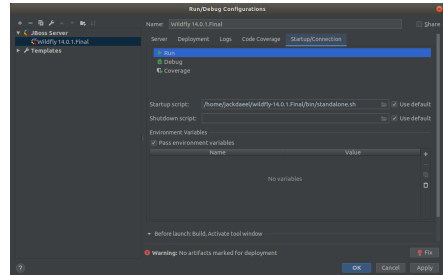 Run/Debug Configurations
Name: Wildfly 14.0.1.Final
Share
JBoss Server
Wildfly 14.0.1.Final
Templates
Server Deployment Logs Code Coverage Startup/Connection
Run
Debug
Coverage
Startup script: /home/jackdaeel/wildfly-14.0.1.Final/bin/standalone.sh Use default
Shutdown script: Use default
Environment Variables
Pass environment variables
Name Value
No variables
Before launch: Build, Activate tool window
Warning: No artifacts marked for deployment
Fix
? OK Cancel Apply